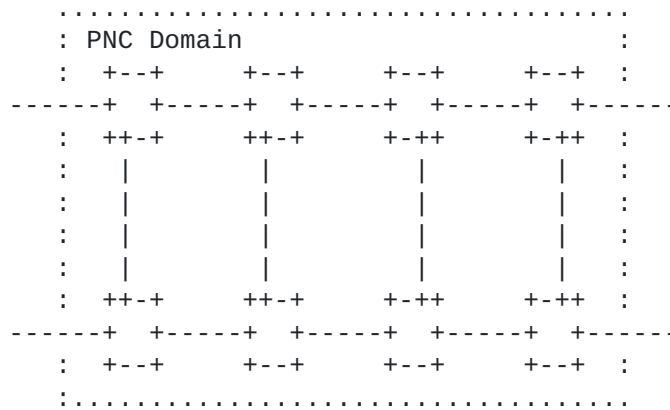 ....................................
: PNC Domain                        :
:  +--+      +--+     +--+     +--+  :
------+  +-----+  +-----+  +-----+  +------
:  ++-+     ++-+     +-++     +-++  :
:   |        |         |        |   :
:   |        |         |        |   :
:   |        |         |        |   :
:   |        |         |        |   :
:  ++-+     ++-+     +-++     +-++  :
------+  +-----+  +-----+  +-----+  +------
:  +--+     +--+     +--+     +--+  :
:....................................